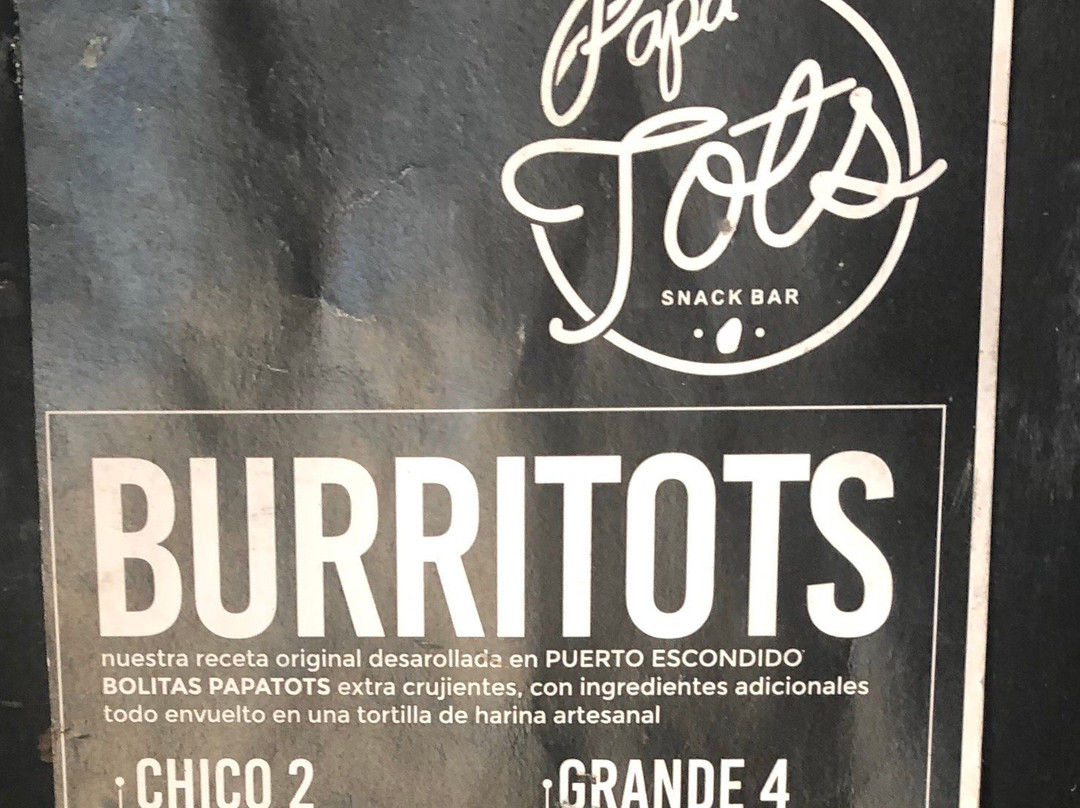 Papa
Tots
SNACK BAR
BURRITOTS
nuestra receta original desarollada en PUERTO ESCONDIDO
BOLITAS PAPATOTS extra crujientes, con ingredientes adicionales
todo envuelto en una tortilla de harina artesanal
CHICO 2
GRANDE 4